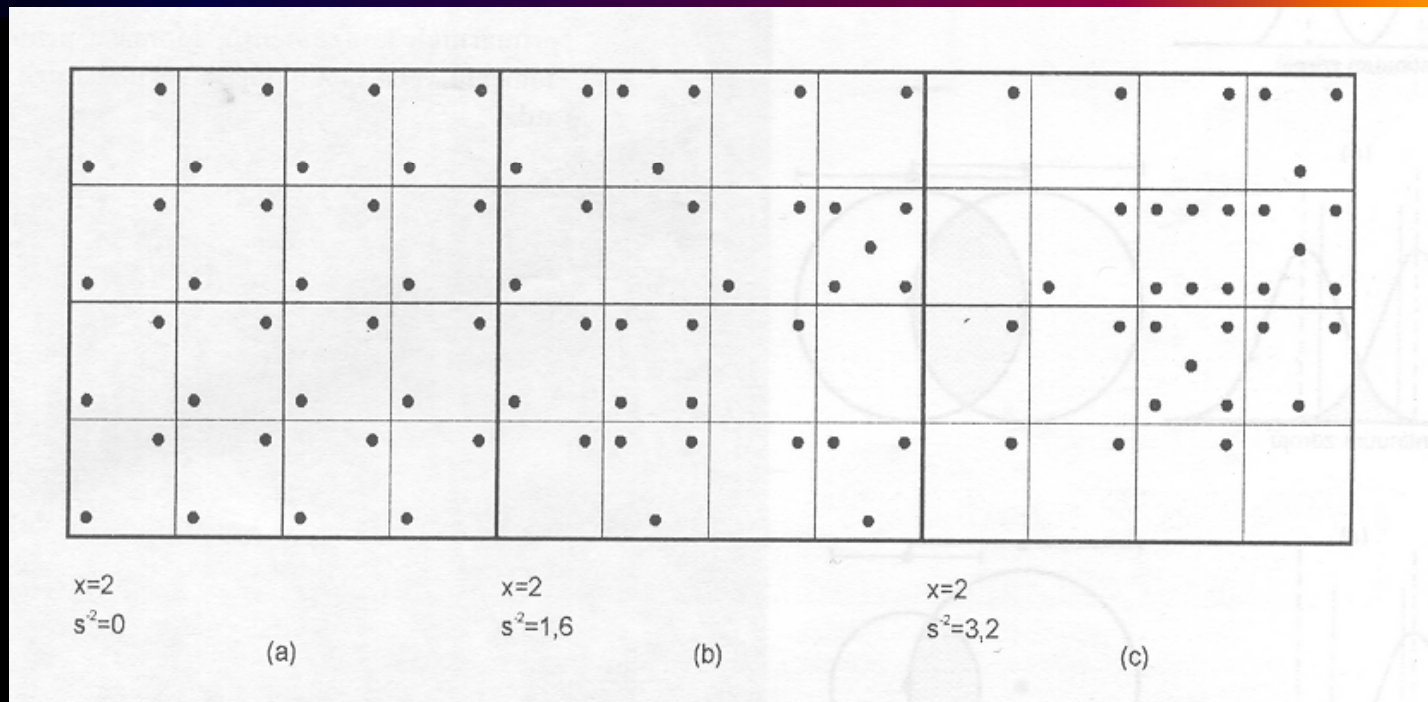 x=2
s⁻²=0
(a)
x=2
s⁻²=1,6
(b)
x=2
s⁻²=3,2
(c)